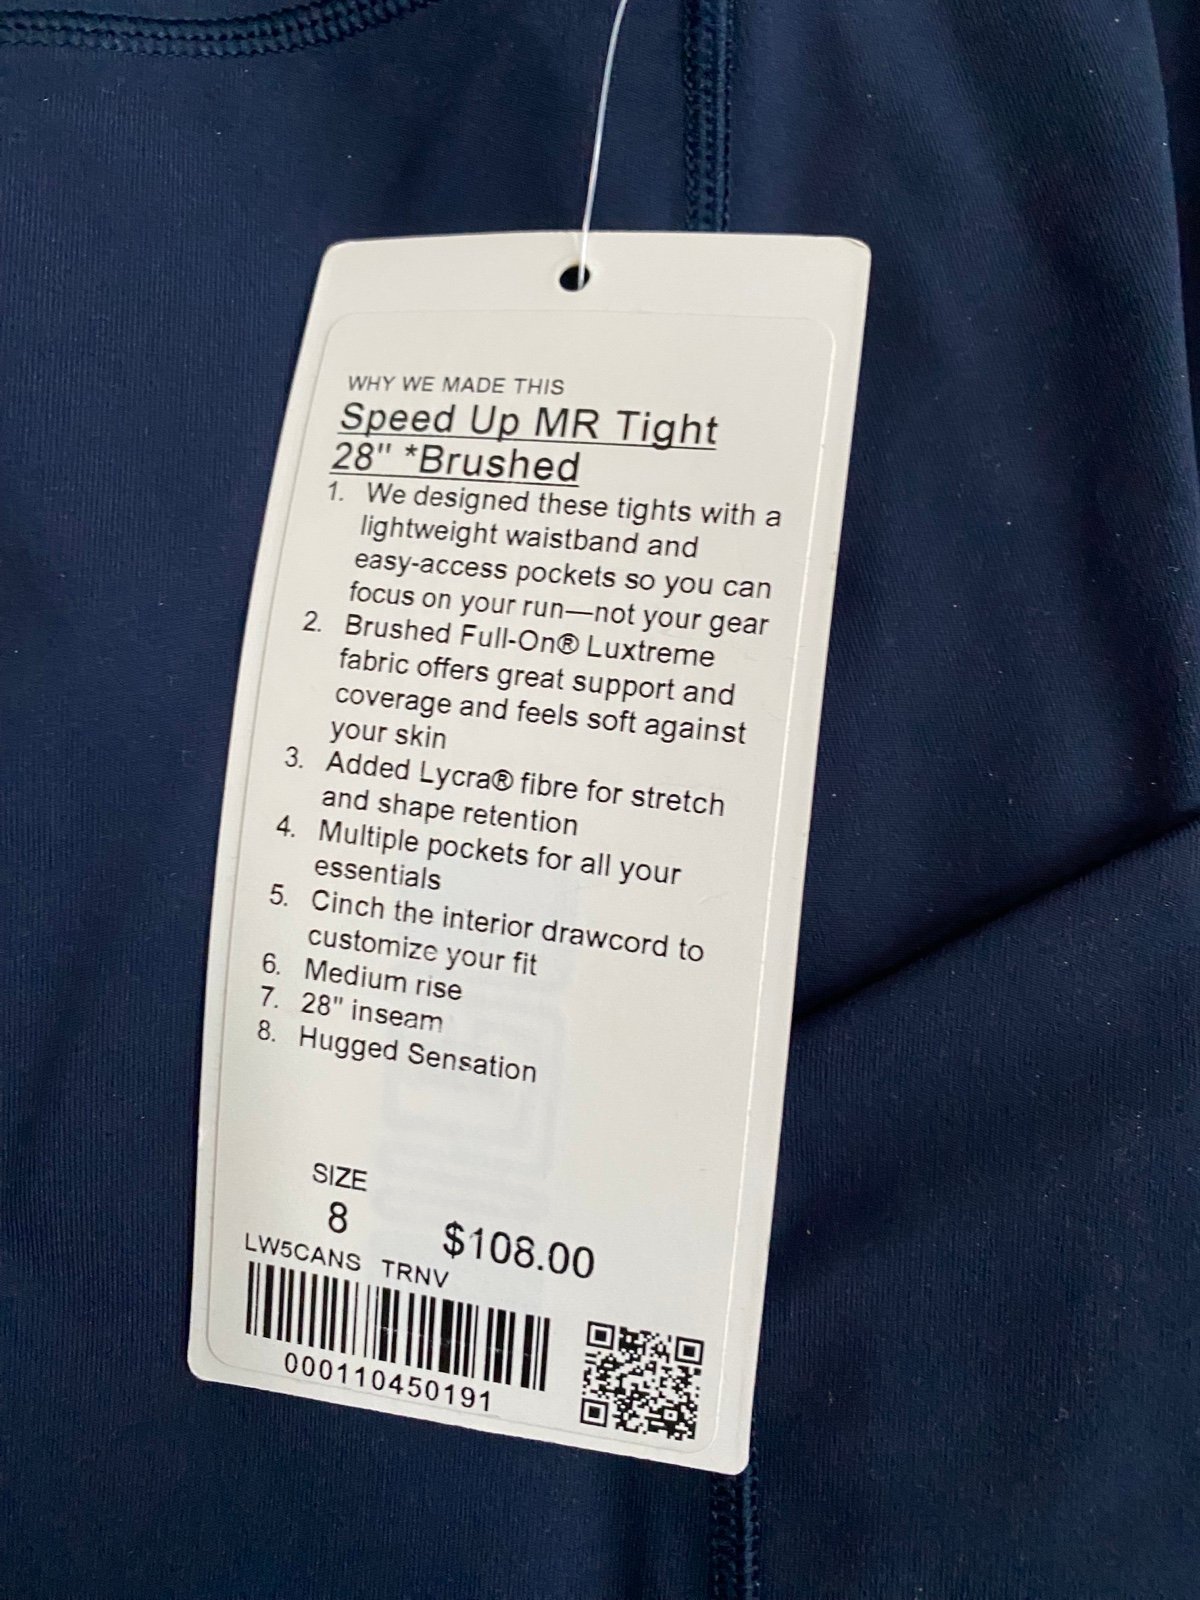 WHY WE MADE THIS
Speed Up MR Tight
28" *Brushed
1. We designed these tights with a
lightweight waistband and
easy-access pockets so you can
focus on your run—not your gear
2. Brushed Full-On® Luxtreme
fabric offers great support and
coverage and feels soft against
your skin
3. Added Lycra® fibre for stretch
and shape retention
4. Multiple pockets for all your
essentials
5. Cinch the interior drawcord to
customize your fit
6. Medium rise
7. 28" inseam
8. Hugged Sensation
SIZE
8
$108.00
LW5CANS TRNV
000110450191